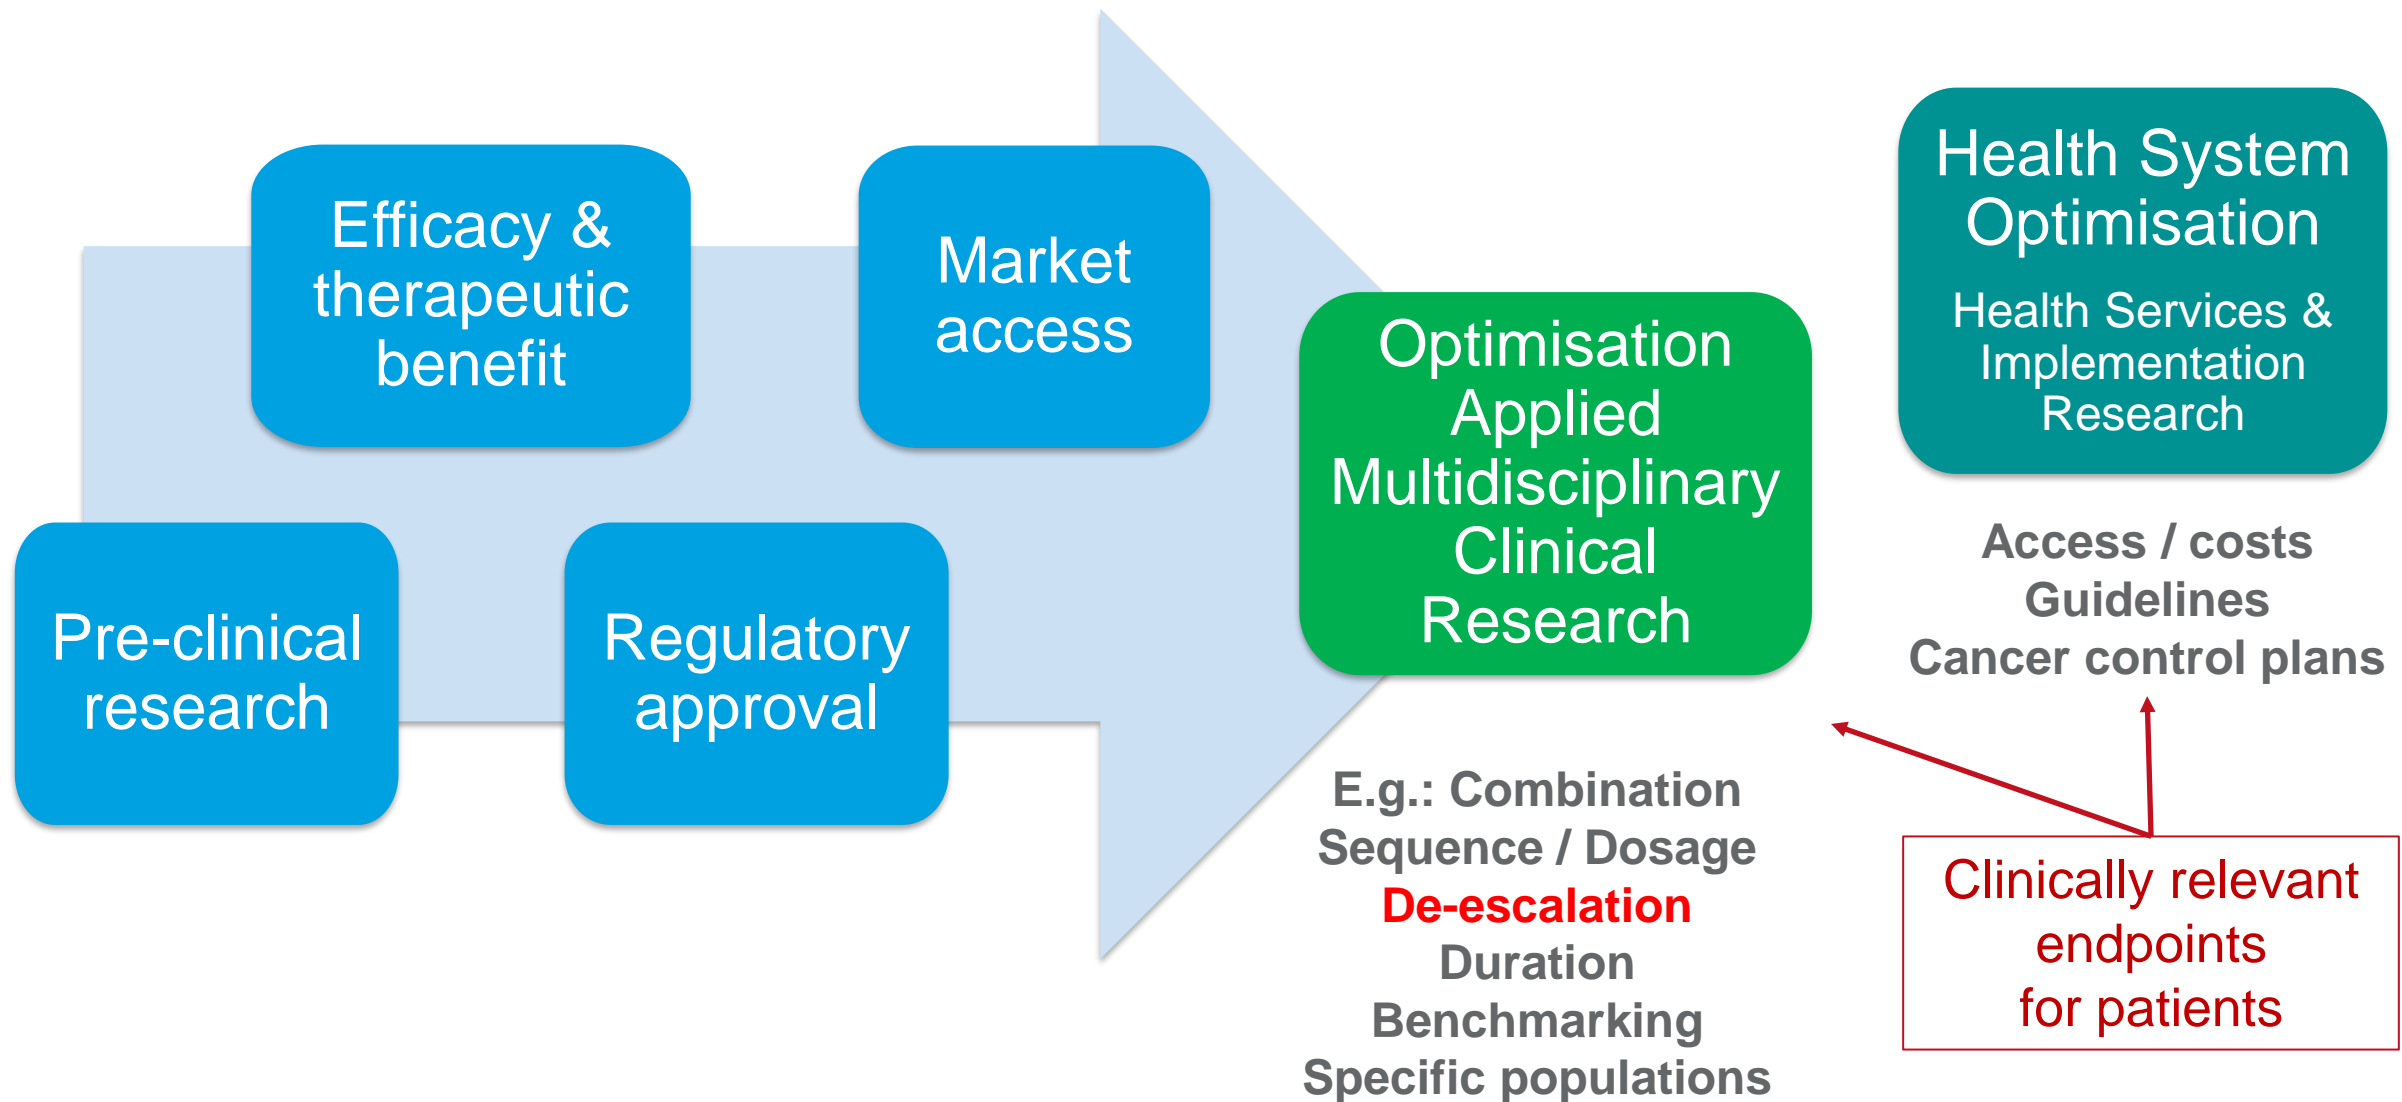 Efficacy &
therapeutic
benefit
Market
access
Pre-clinical
research
Regulatory
approval
Optimisation
Applied
Multidisciplinary
Clinical
Research
E.g.: Combination
Sequence / Dosage
De-escalation
Duration
Benchmarking
Specific populations
Health System
Optimisation
Health Services &
Implementation
Research
Access / costs
Guidelines
Cancer control plans
Clinically relevant
endpoints
for patients